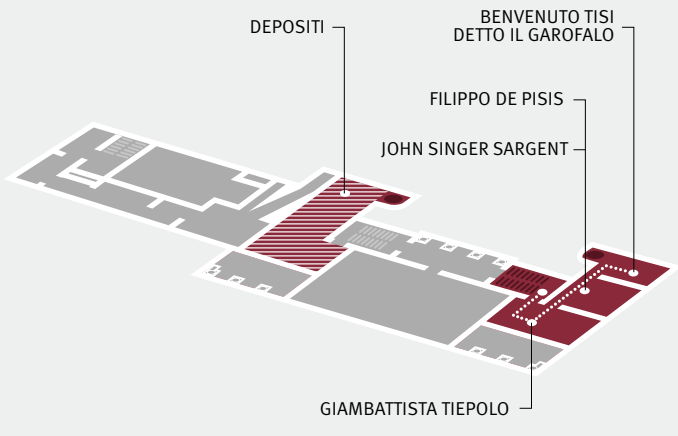 DEPOSITI
BENVENUTO TISI
DETTO IL GAROFALO
FILIPPO DE PISIS
JOHN SINGER SARGENT
GIAMBATTISTA TIEPOLO